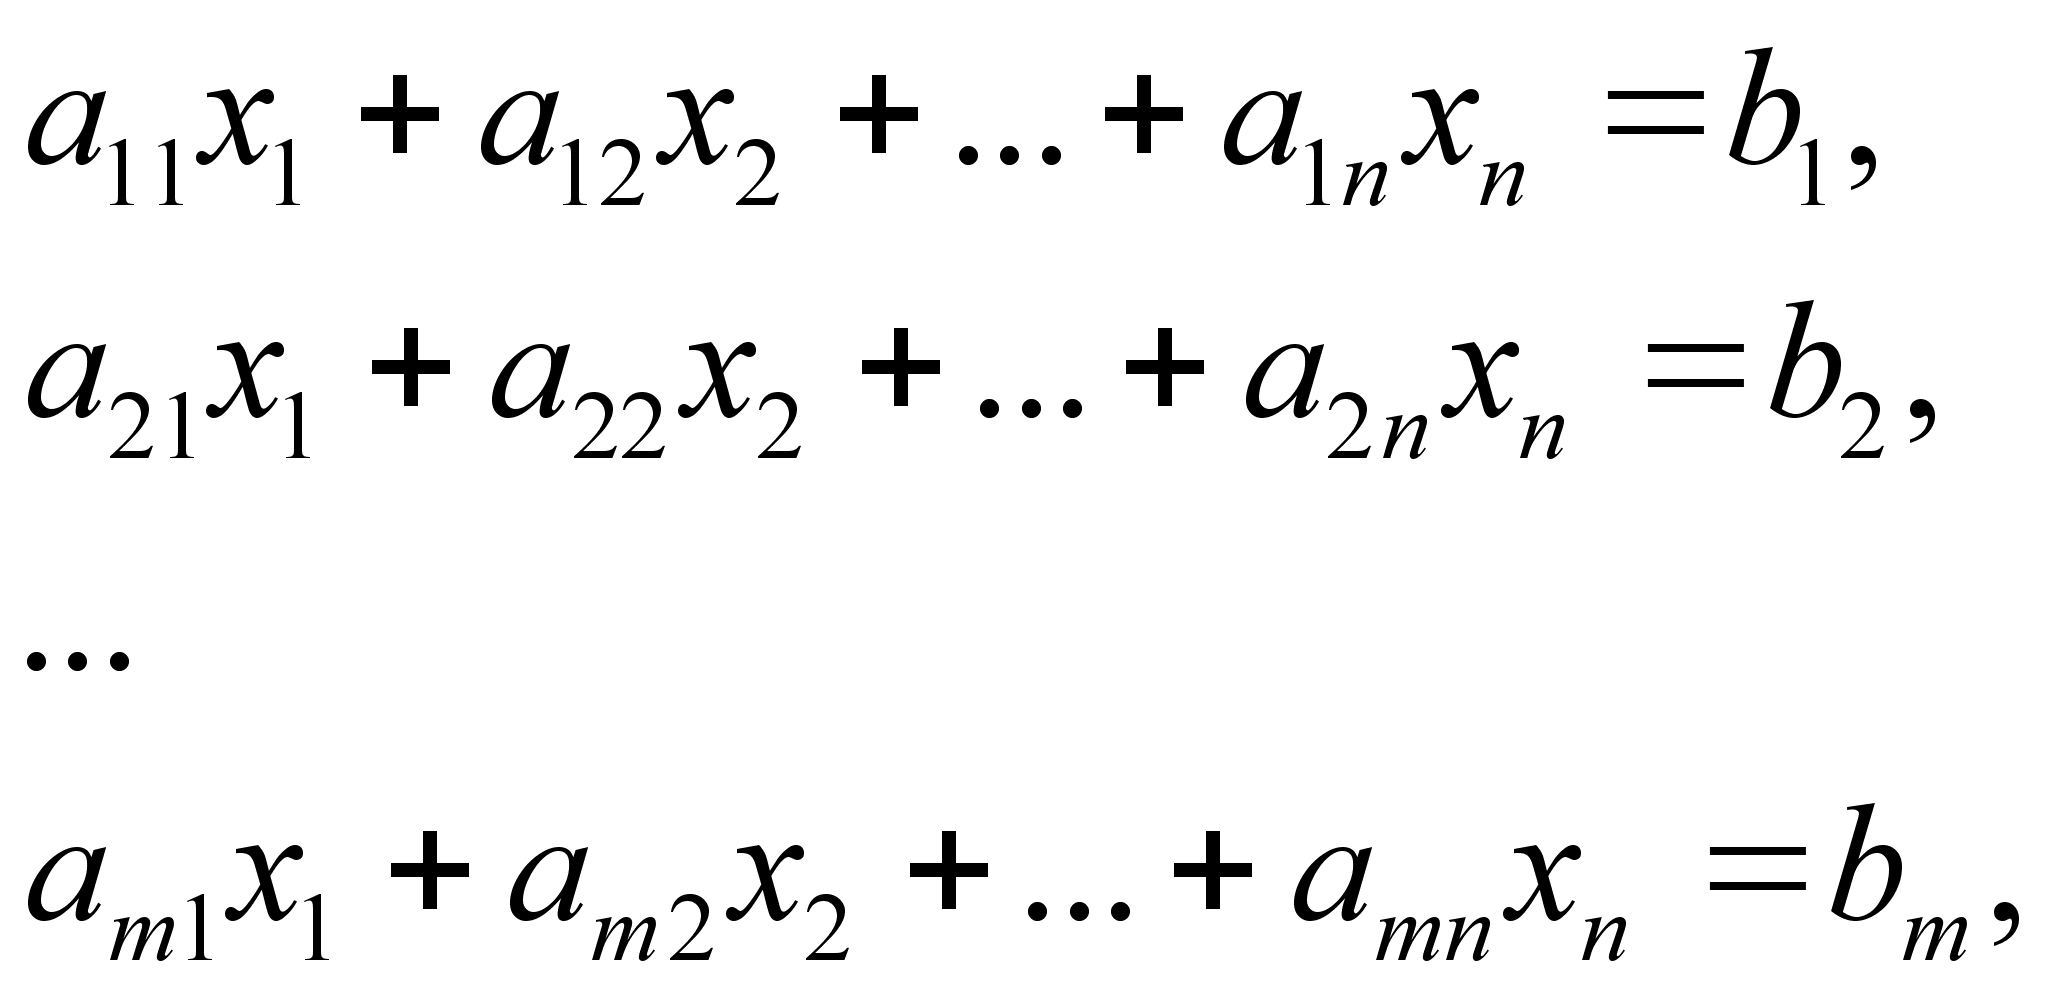 a₁₁x₁ + a₁₂x₂ + ... + a₁ₙxₙ = b₁,
a₂₁x₁ + a₂₂x₂ + ... + a₂ₙxₙ = b₂,
...
aₘ₁x₁ + aₘ₂x₂ + ... + aₘₙxₙ = bₘ,